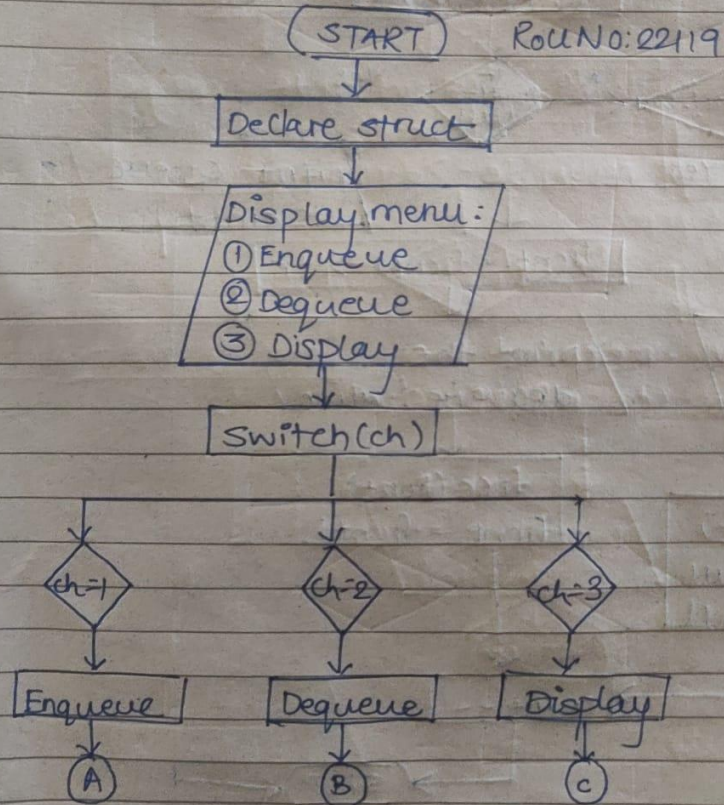 START RollNo:22119
Declare struct
Display menu:
① Enqueue
② Dequeue
③ Display
switch(ch)
ch=1 ch=2 ch=3
Enqueue Dequeue Display
A B C